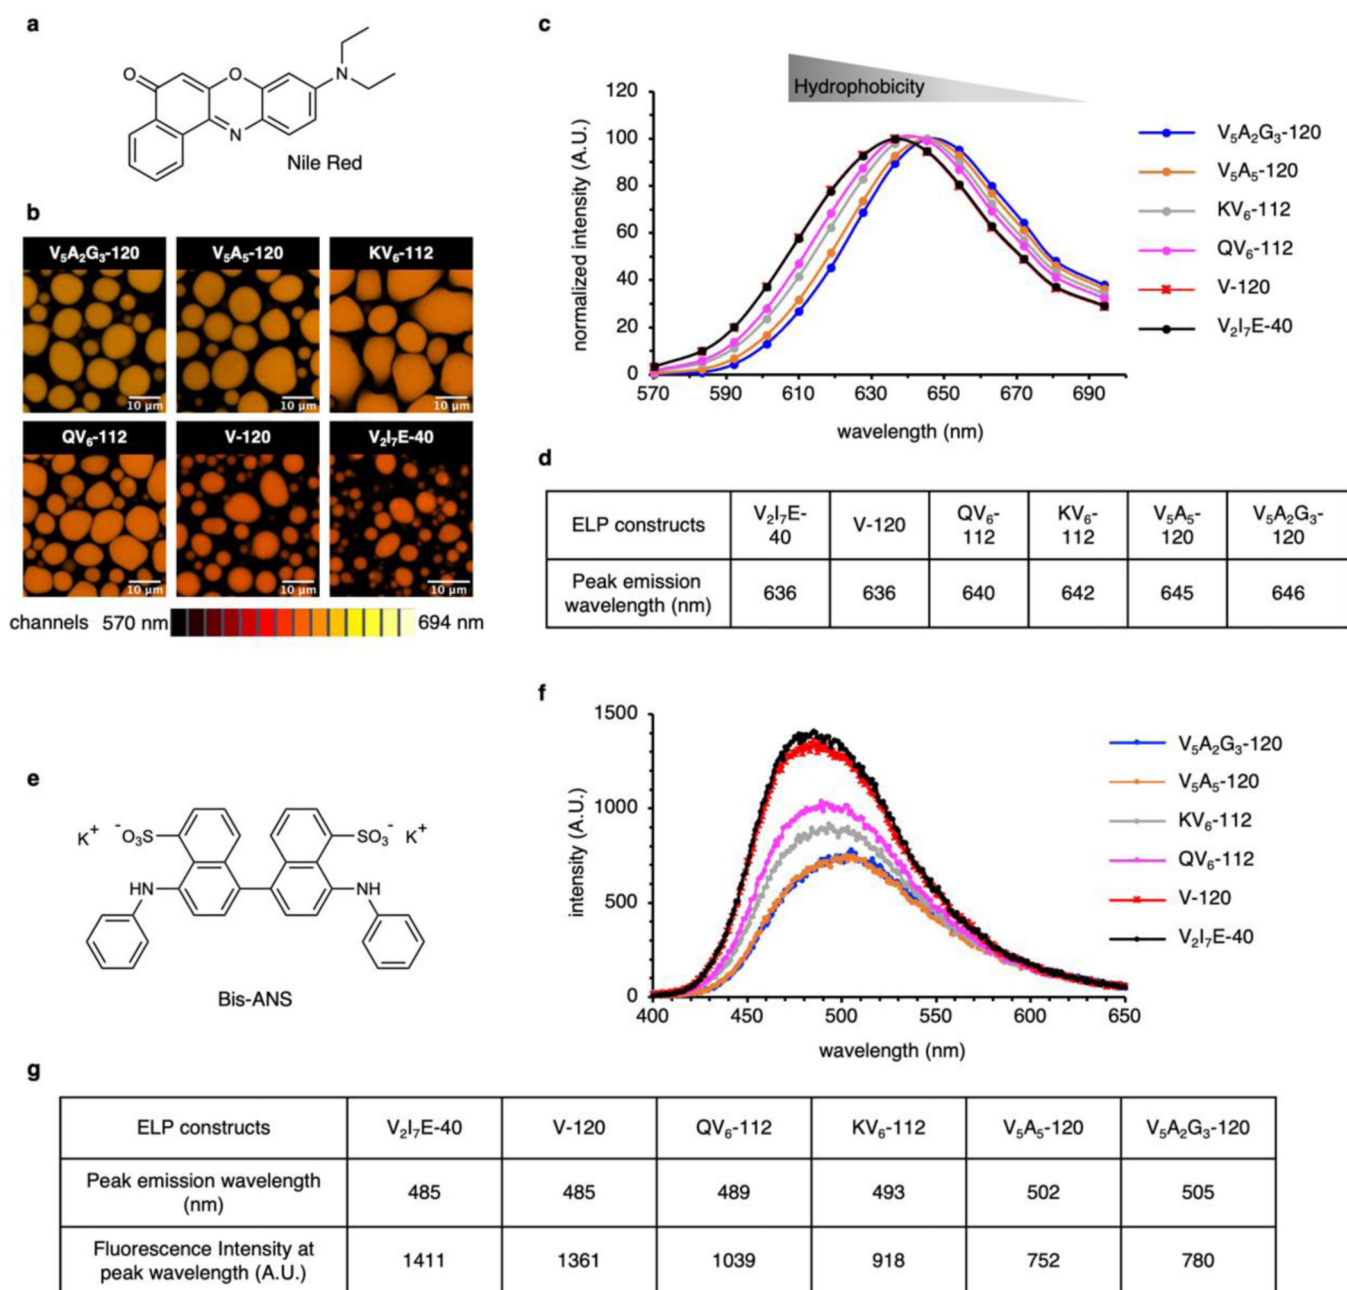 a
O
O
N
N
Nile Red
b
V₅A₂G₃-120
V₅A₅-120
KV₆-112
10 μm
10 μm
10 μm
QV₆-112
V-120
V₂I₇E-40
10 μm
10 μm
10 μm
channels 570 nm 694 nm
c
Hydrophobicity
normalized intensity (A.U.)
120
100
80
60
40
20
0
570 590 610 630 650 670 690
wavelength (nm)
V₅A₂G₃-120
V₅A₅-120
KV₆-112
QV₆-112
V-120
V₂I₇E-40
d
ELP constructs V₂I₇E-40 V-120 QV₆-112 KV₆-112 V₅A₅-120 V₅A₂G₃-120
Peak emission wavelength (nm) 636 636 640 642 645 646
e
K⁺ ⁻O₃S SO₃⁻ K⁺
HN NH
Bis-ANS
f
intensity (A.U.)
1500
1000
500
0
400 450 500 550 600 650
wavelength (nm)
V₅A₂G₃-120
V₅A₅-120
KV₆-112
QV₆-112
V-120
V₂I₇E-40
g
ELP constructs V₂I₇E-40 V-120 QV₆-112 KV₆-112 V₅A₅-120 V₅A₂G₃-120
Peak emission wavelength (nm) 485 485 489 493 502 505
Fluorescence Intensity at peak wavelength (A.U.) 1411 1361 1039 918 752 780